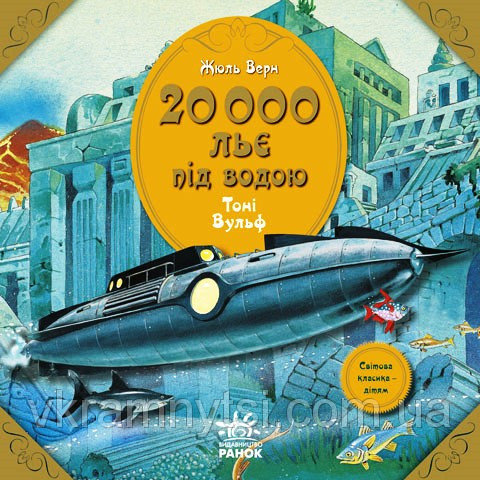 Жюль Верн
20 000
льє
під водою
Тоні
Вульф
Світова
класика –
дітям
vkramnytsi.com.ua
ВИДАВНИЦТВО
РАНОК